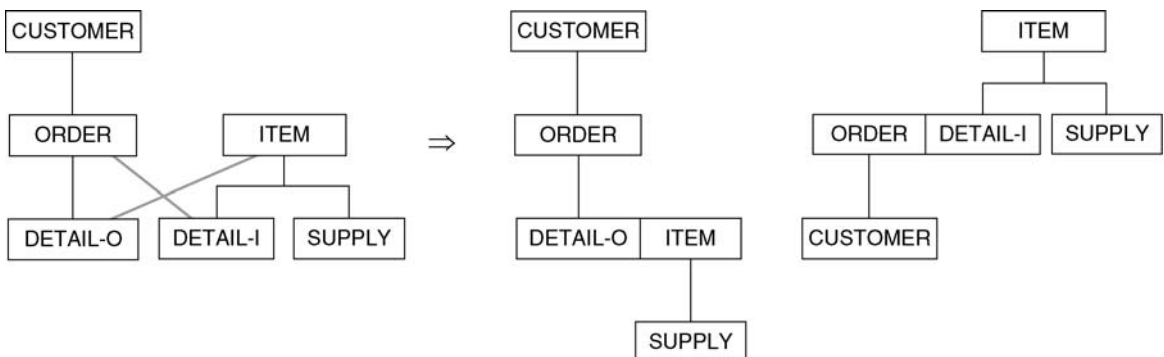 CUSTOMER CUSTOMER ITEM
ORDER ITEM ⇒ ORDER ORDER DETAIL-I SUPPLY
DETAIL-O DETAIL-I SUPPLY DETAIL-O ITEM CUSTOMER
SUPPLY